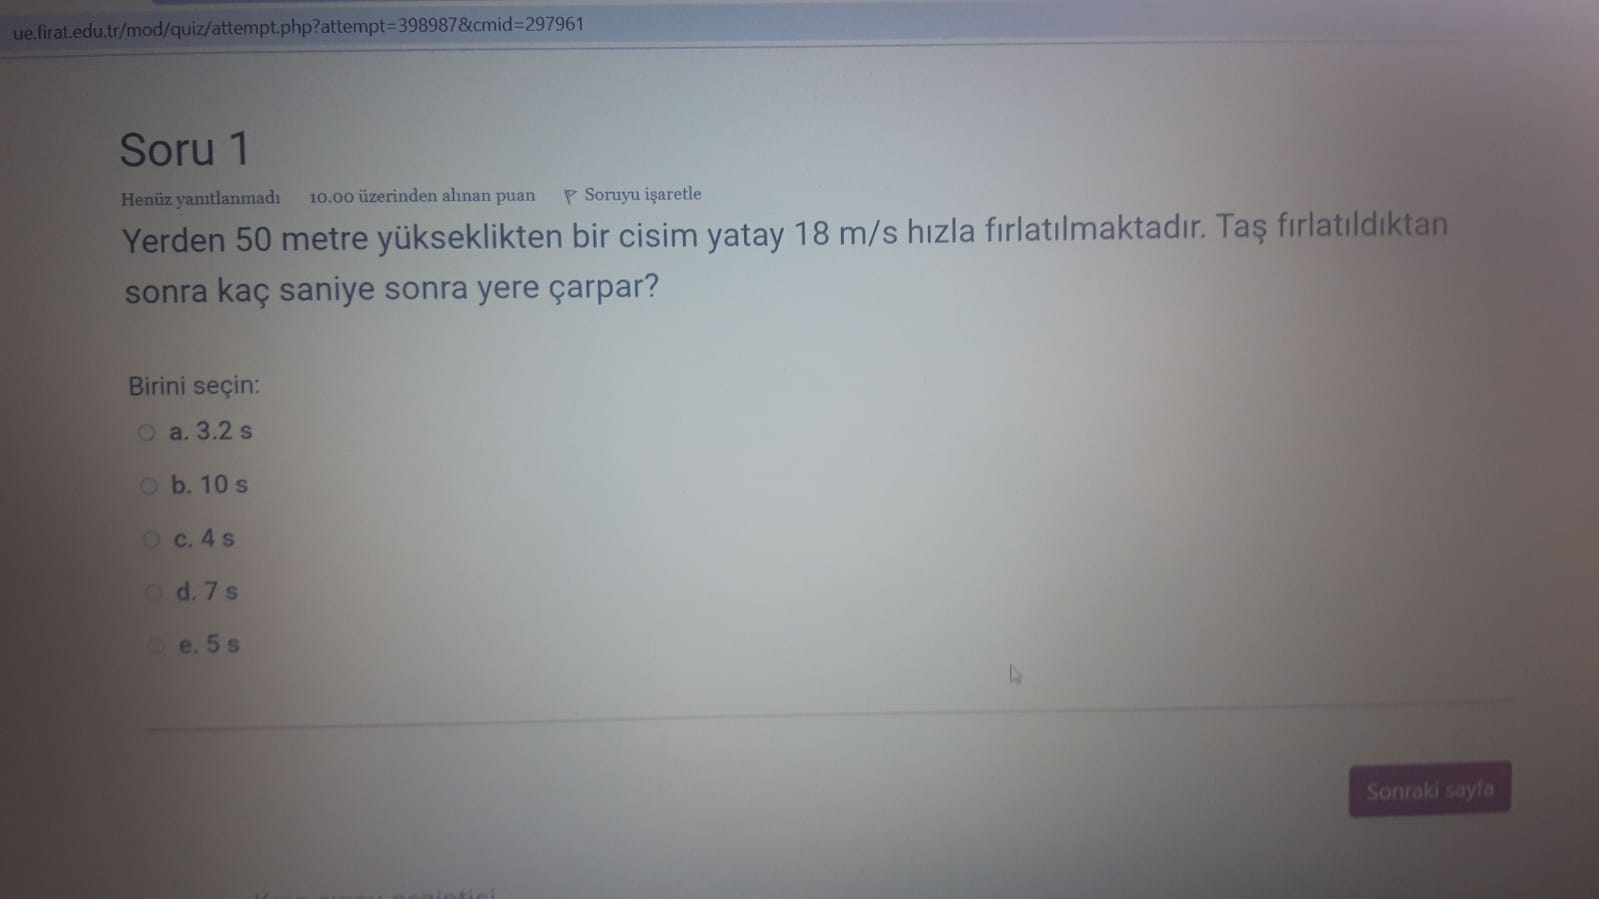 ue.firat.edu.tr/mod/quiz/attempt.php?attempt=398987&cmid=297961
Soru 1
Henüz yanıtlanmadı 10.00 üzerinden alınan puan Soruyu işaretle
Yerden 50 metre yükseklikten bir cisim yatay 18 m/s hızla fırlatılmaktadır. Taş fırlatıldıktan
sonra kaç saniye sonra yere çarpar?
Birini seçin:
a. 3.2 s
b. 10 s
c. 4 s
d. 7 s
e. 5 s
Sonraki sayfa